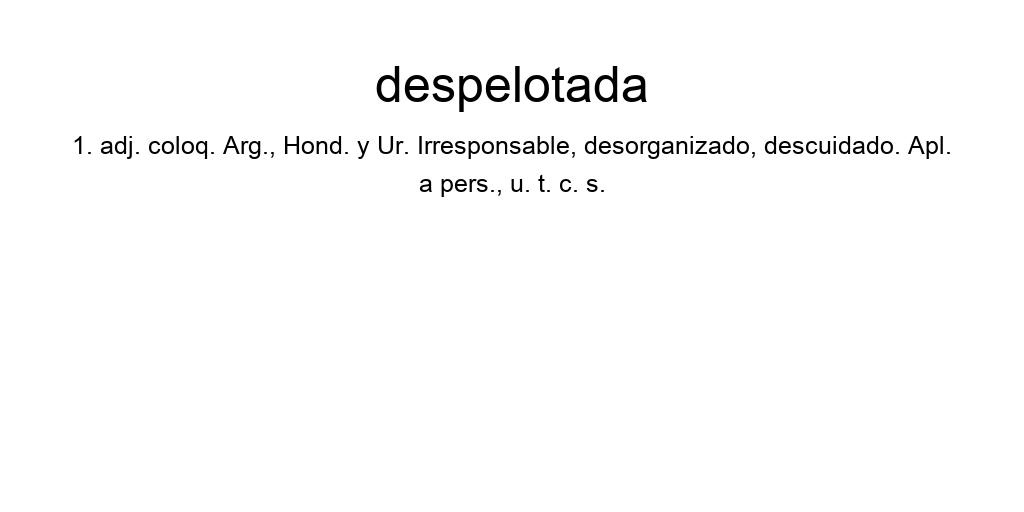 despelotada
1. adj. coloq. Arg., Hond. y Ur. Irresponsable, desorganizado, descuidado. Apl.
a pers., u. t. c. s.